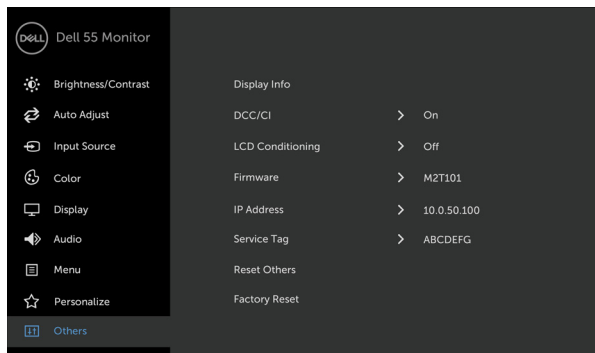 DELL Dell 55 Monitor
Brightness/Contrast
Auto Adjust
Input Source
Color
Display
Audio
Menu
Personalize
Others
Display Info
DCC/CI > On
LCD Conditioning > Off
Firmware > M2T101
IP Address > 10.0.50.100
Service Tag > ABCDEFG
Reset Others
Factory Reset